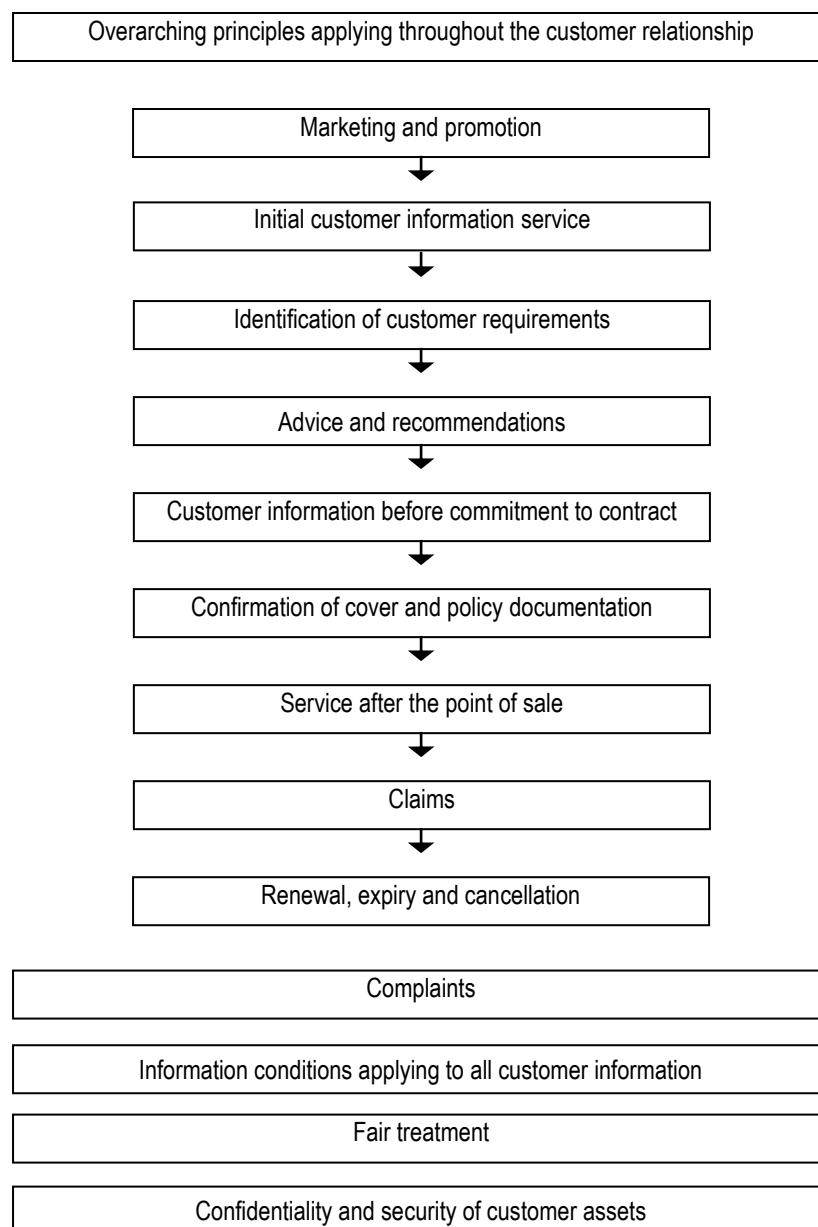 Overarching principles applying throughout the customer relationship
Marketing and promotion
Initial customer information service
Identification of customer requirements
Advice and recommendations
Customer information before commitment to contract
Confirmation of cover and policy documentation
Service after the point of sale
Claims
Renewal, expiry and cancellation
Complaints
Information conditions applying to all customer information
Fair treatment
Confidentiality and security of customer assets